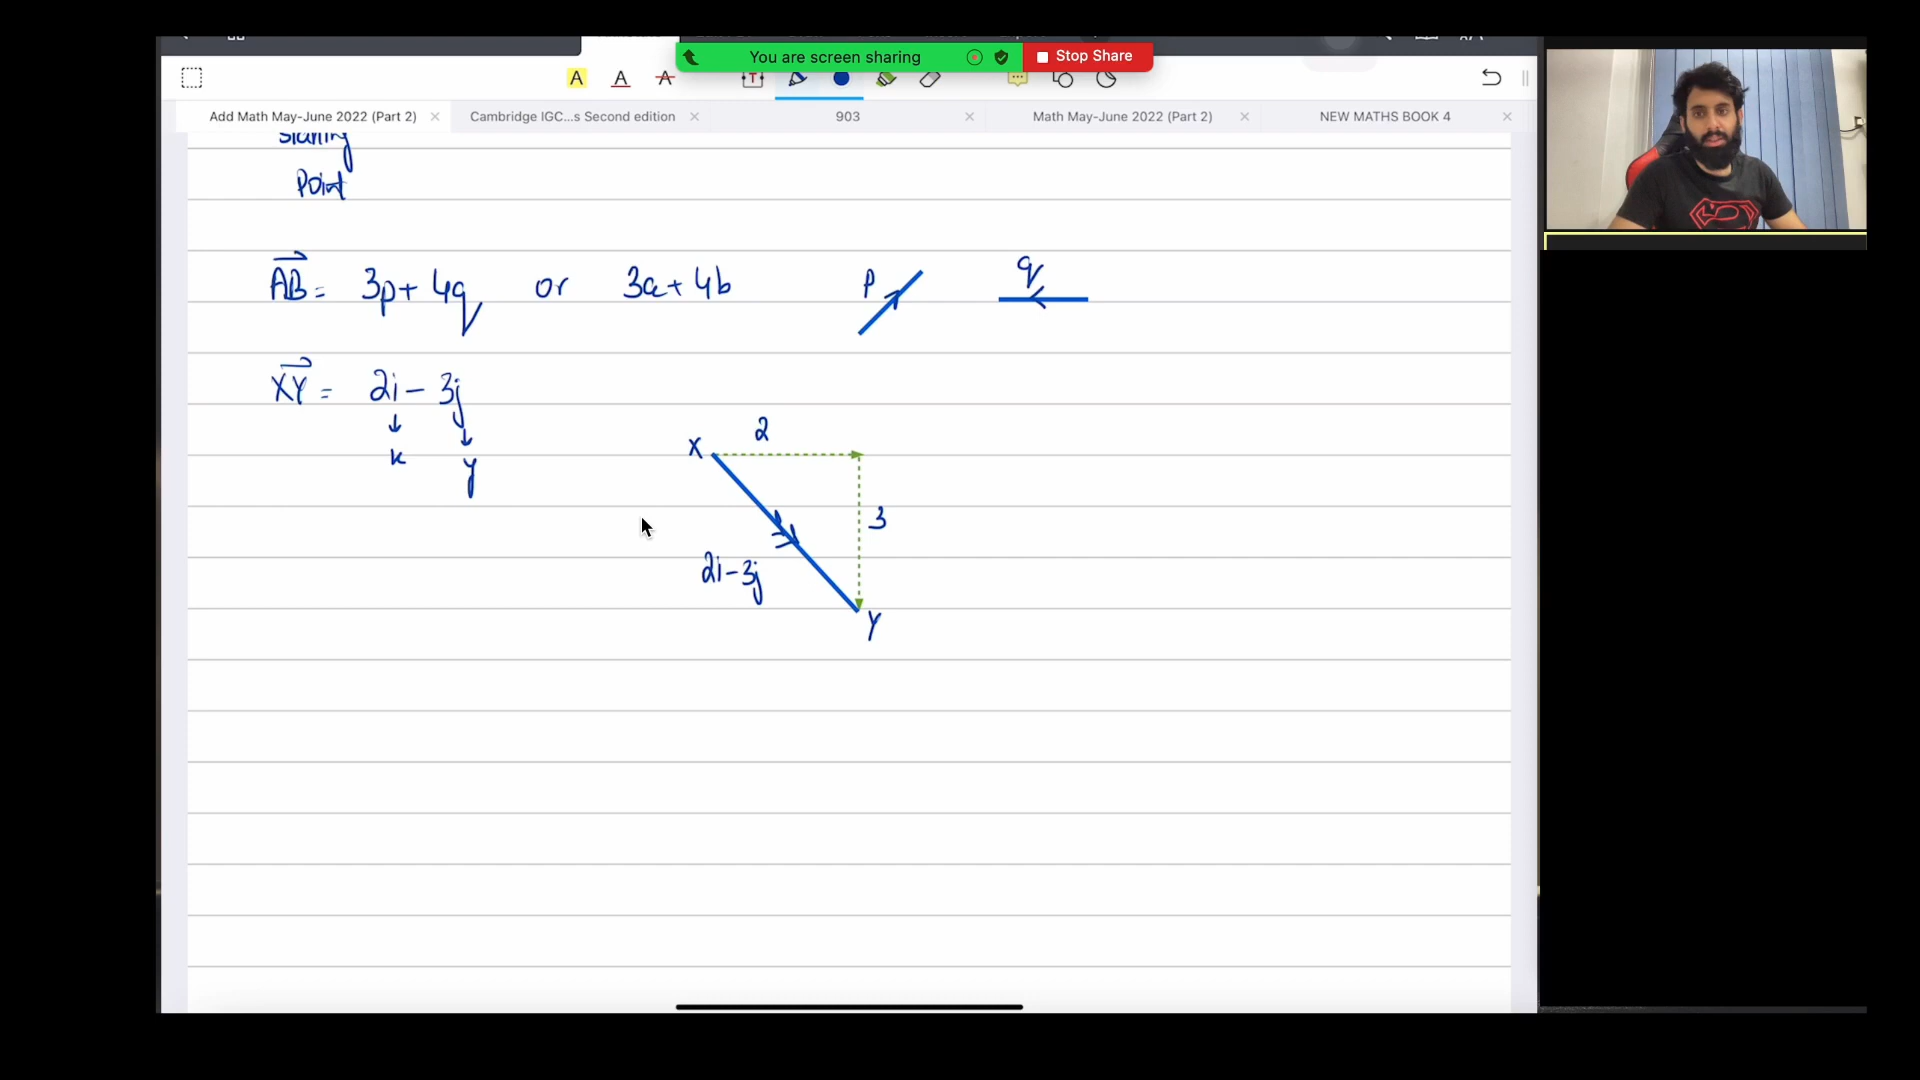 You are screen sharing
Stop Share
A A A T
Add Math May-June 2022 (Part 2)
Cambridge IGC...s Second edition
903
Math May-June 2022 (Part 2)
NEW MATHS BOOK 4
Starting
Point
AB = 3p + 4q or 3a + 4b
p
q
XY = 2i - 3j
↓ ↓
x y
X
2
3
2i - 3j
Y